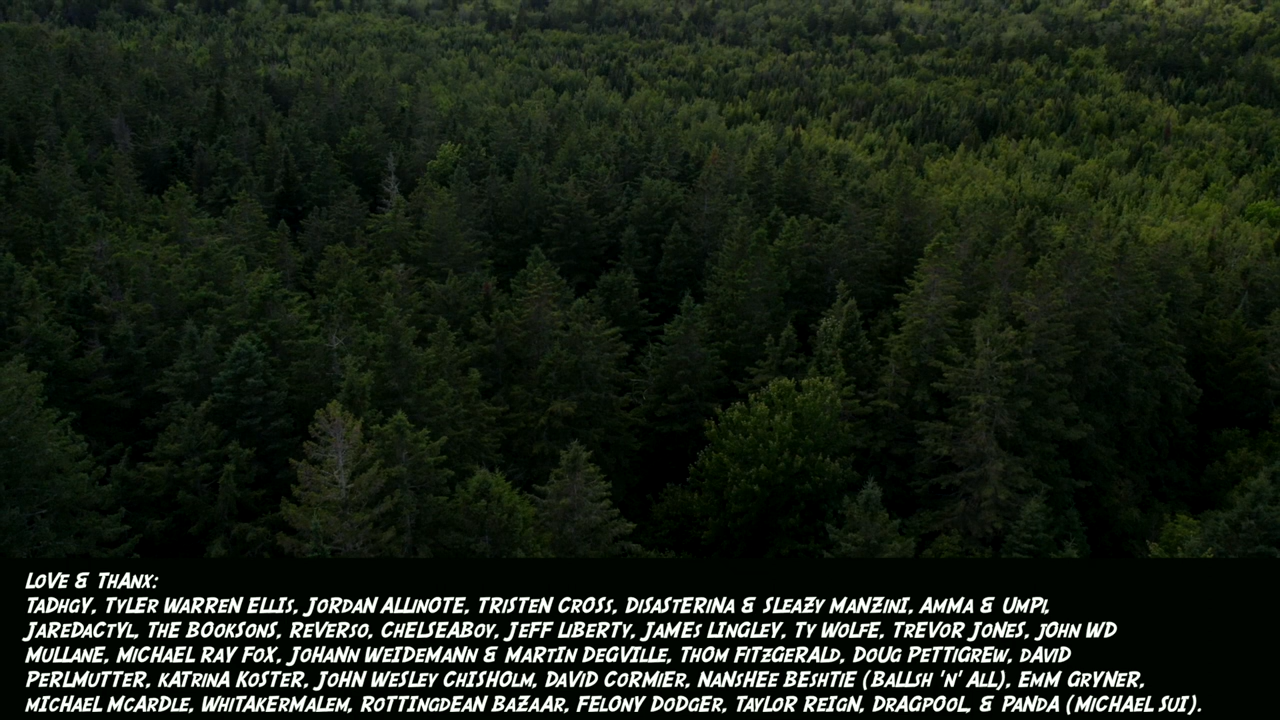 LOVE & THANX:
TADHGY, TYLER WARREN ELLIS, JORDAN ALLINOTE, TRISTEN CROSS, DISASTERINA & SLEAZY MANZINI, AMMA & UMPI,
JAREDACTYL, THE BOOKSONS, REVERSO, CHELSEABOY, JEFF LIBERTY, JAMES LINGLEY, TY WOLFE, TREVOR JONES, JOHN WD
MULLANE, MICHAEL RAY FOX, JOHANN WEIDEMANN & MARTIN DEGVILLE, THOM FITZGERALD, DOUG PETTIGREW, DAVID
PERLMUTTER, KATRINA KOSTER, JOHN WESLEY CHISHOLM, DAVID CORMIER, NANSHEE BESHTIE (BALLSH 'N' ALL), EMM GRYNER,
MICHAEL MCARDLE, WHITAKERMALEM, ROTTINGDEAN BAZAAR, FELONY DODGER, TAYLOR REIGN, DRAGPOOL, & PANDA (MICHAEL SUI).